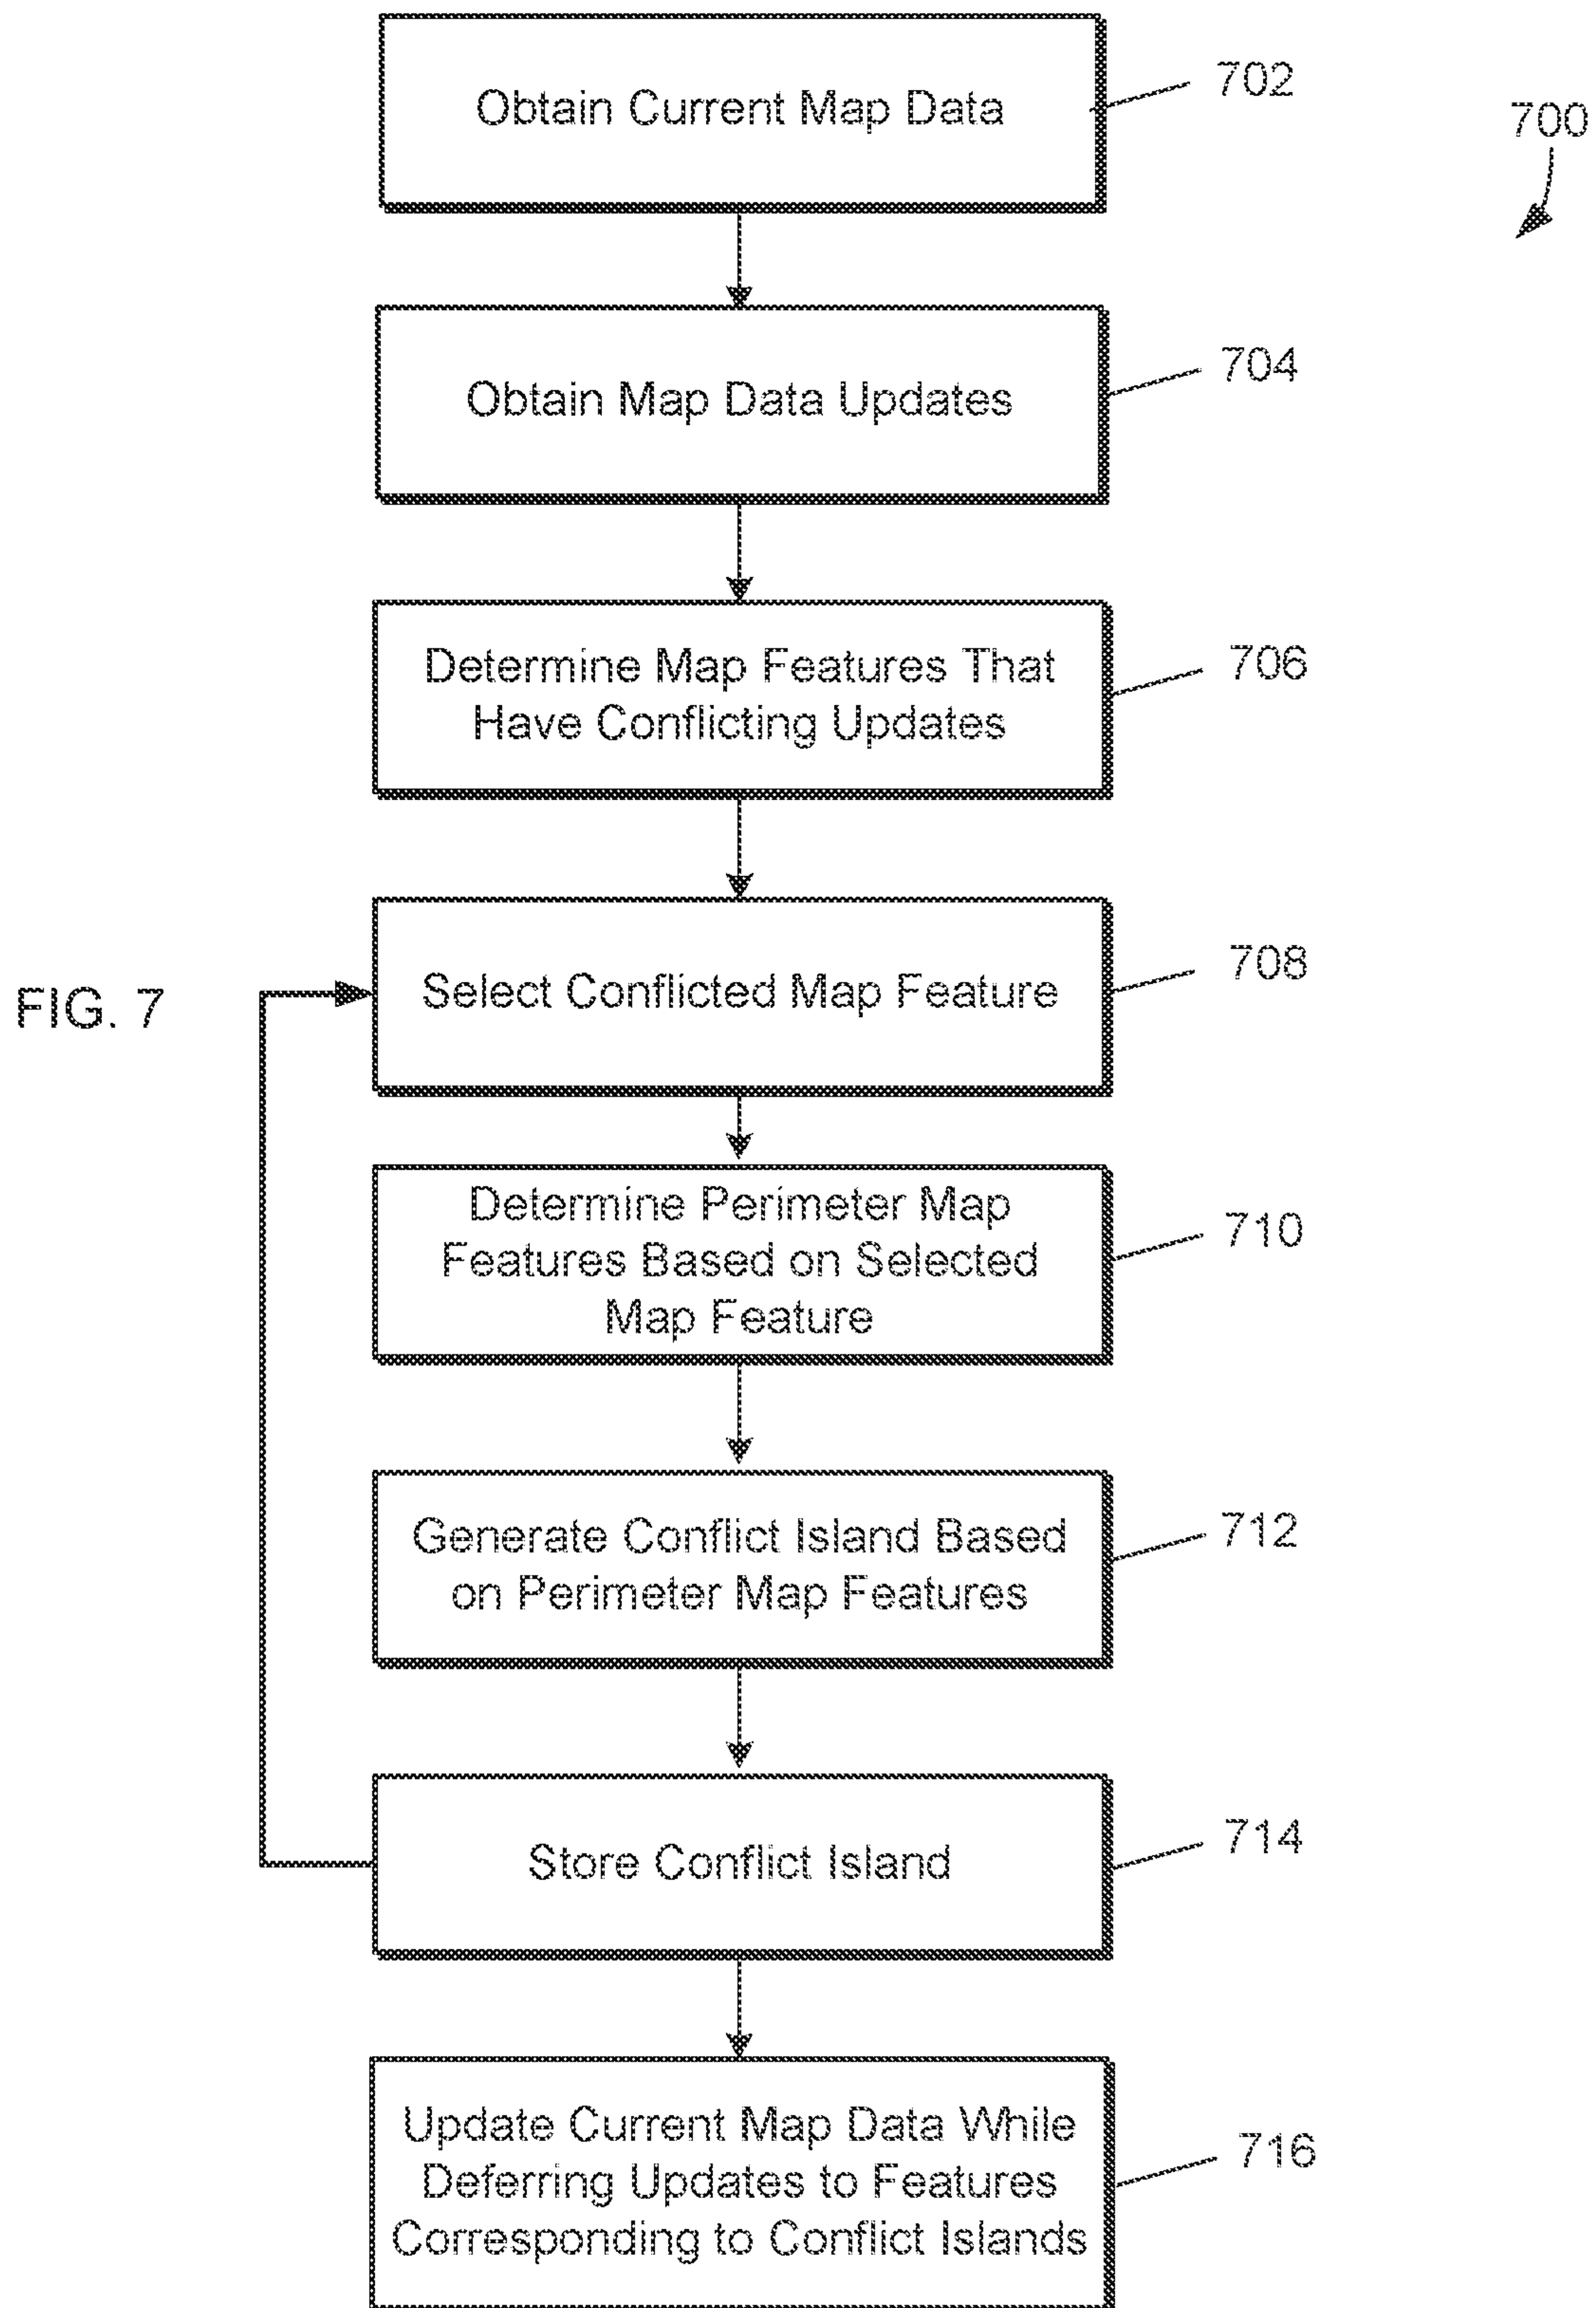 Obtain Current Map Data
702
700
Obtain Map Data Updates
704
Determine Map Features That
Have Conflicting Updates
706
Select Conflicted Map Feature
708
FIG. 7
Determine Perimeter Map
Features Based on Selected
Map Feature
710
Generate Conflict Island Based
on Perimeter Map Features
712
Store Conflict Island
714
Update Current Map Data While
Deferring Updates to Features
Corresponding to Conflict Islands
716